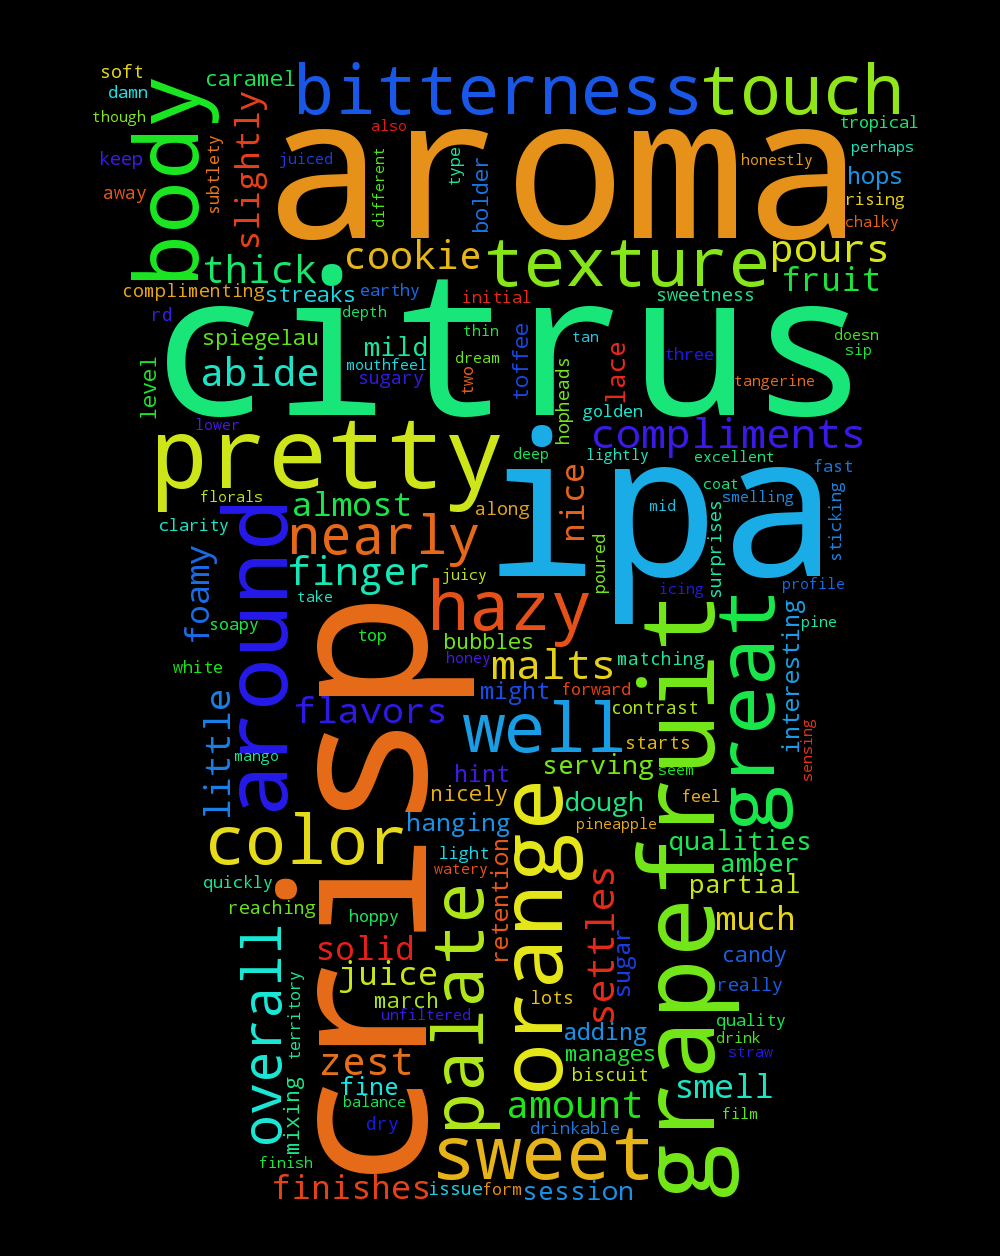 soft
caramel
bitterness
touch
damn
body
slightly
though
also
aroma
tropical
perhaps
keep
subtlety
juiced
different
type
bolder
honestly
hops
away
rising
chalky
cookie
texture
pours
thick
fruit
complimenting
streaks
earthy
initial
sweetness
rd
citrus
depth
spiegelau
mild
thin
tan
doesn
sip
level
abide
mouthfeel
sugary
dream
two
toffee
hopheads
lace
three
tangerine
golden
lower
pretty
compliments
deep
lightly
excellent
fast
ipa
florals
almost
along
nice
coat
smelling
mid
sticking
clarity
around
nearly
surprises
foamy
finger
juicy
poured
icing
profile
take
hazy
grapefruit
great
interesting
pine
soapy
crisp
top
bubbles
white
honey
malts
matching
might
forward
contrast
little
flavors
well
starts
sensing
mango
hint
serving
seem
nicely
orange
dough
feel
color
hanging
pineapple
qualities
light
amber
quickly
watery
retention
partial
reaching
hoppy
palate
settles
much
overall
solid
sugar
candy
juice
territory
march
lots
really
unfiltered
adding
quality
drink
zest
manages
straw
mixing
fine
biscuit
smell
balance
amount
film
dry
drinkable
sweet
finish
finishes
issue
form
session